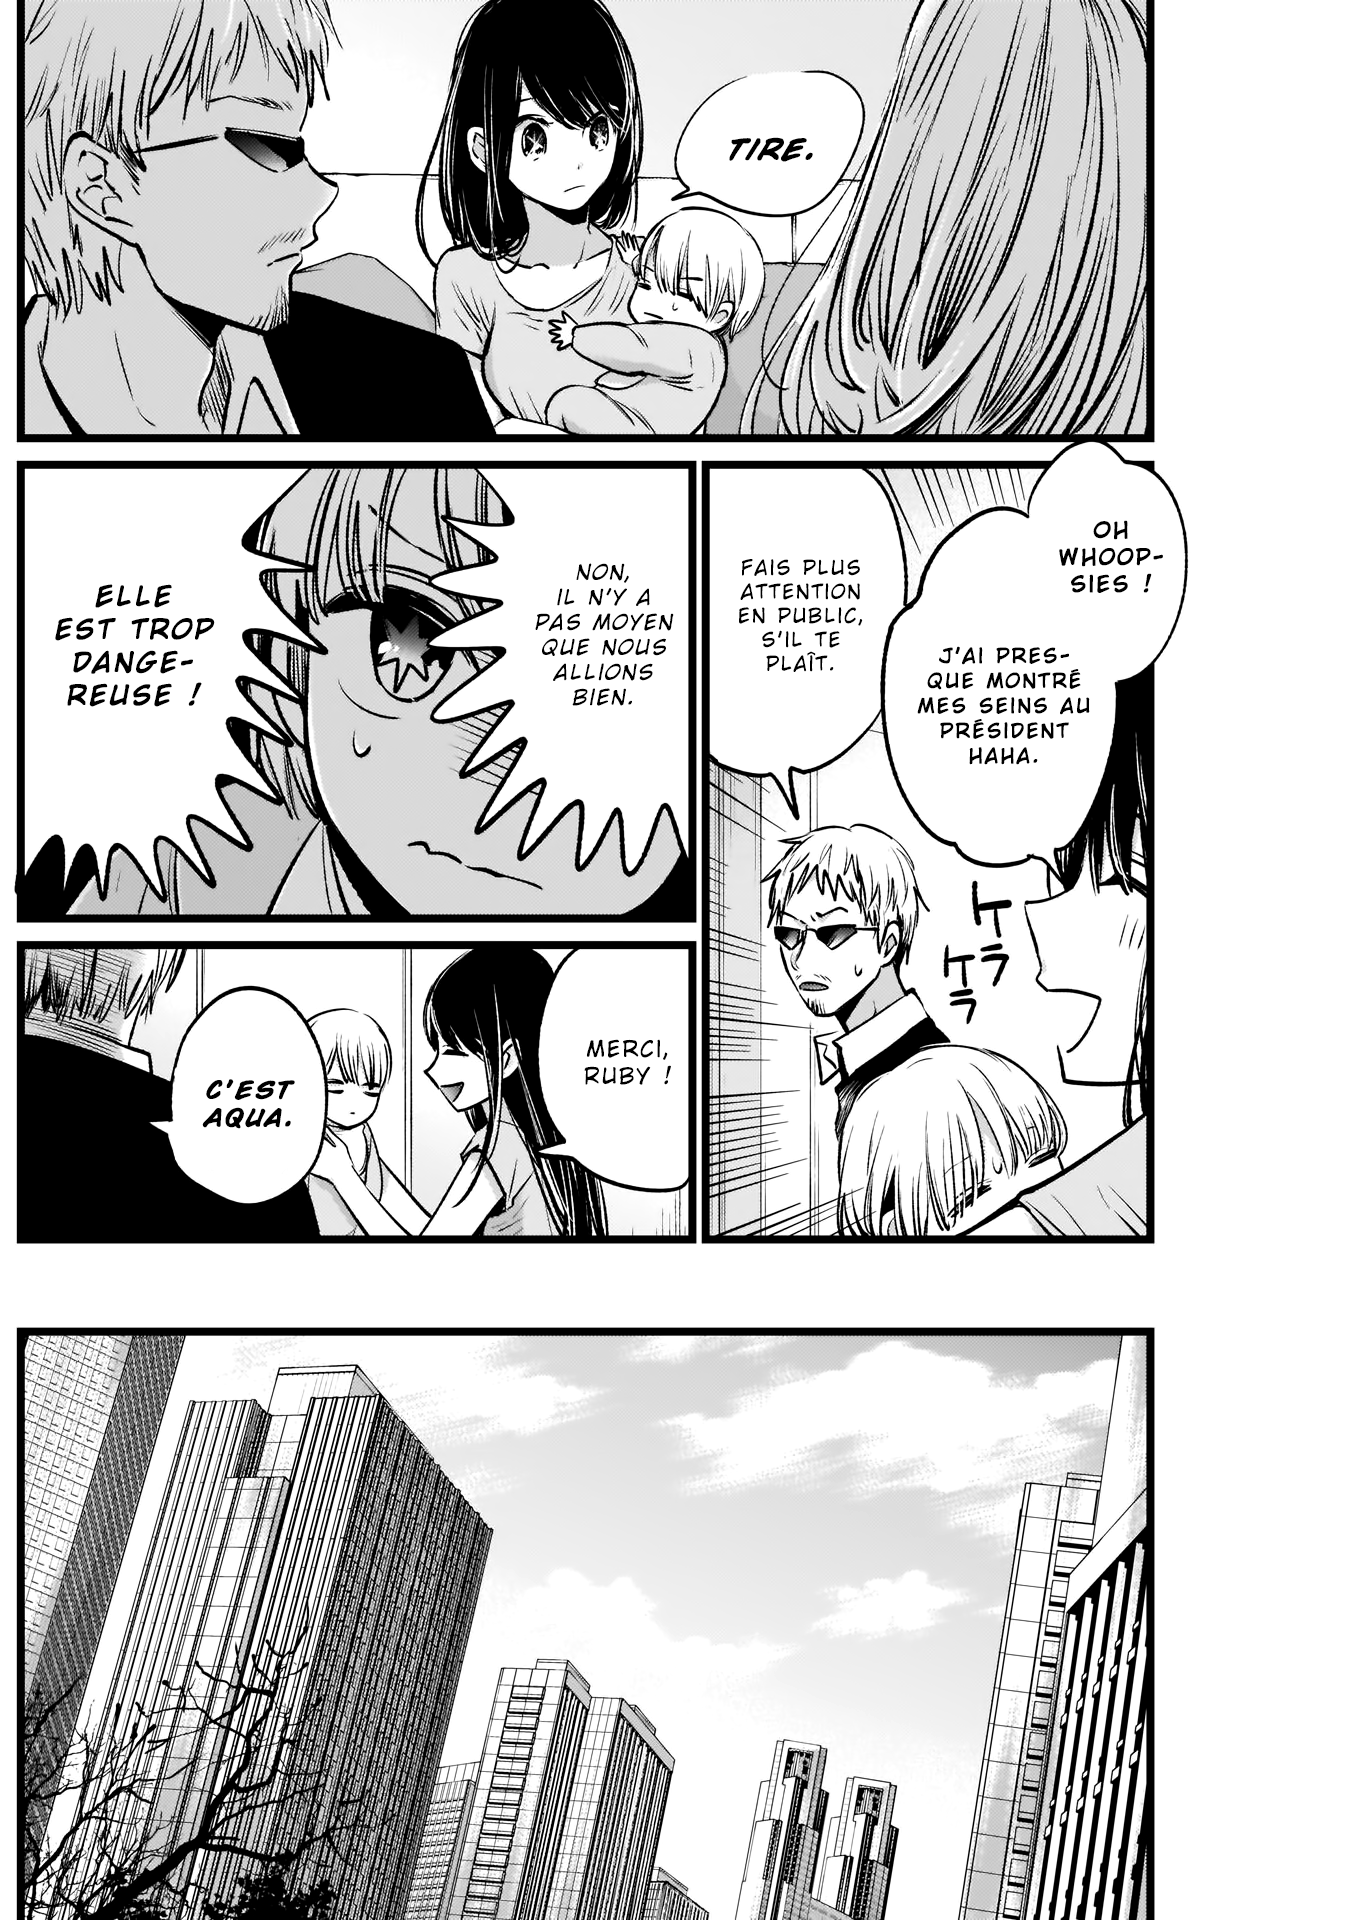 TIRE.
OH
WHOOP-
SIES !
J'AI PRES-
QUE MONTRÉ
MES SEINS AU
PRÉSIDENT
HAHA.
FAIS PLUS
ATTENTION
EN PUBLIC,
S'IL TE
PLAÎT.
ケラ
ケラ
NON,
IL N'Y A
PAS MOYEN
QUE NOUS
ALLIONS
BIEN.
ELLE
EST TROP
DANGE-
REUSE !
MERCI,
RUBY !
C'EST
AQUA.